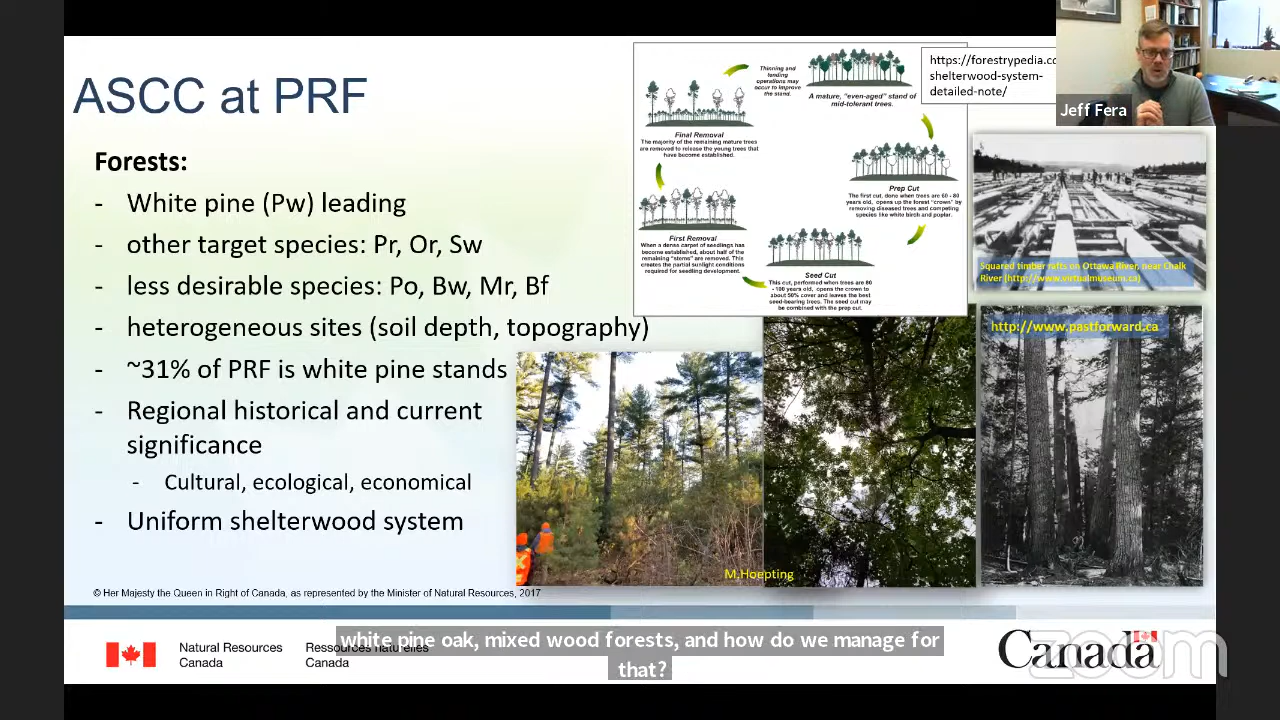 ASCC at PRF
Forests:
- White pine (Pw) leading
- other target species: Pr, Or, Sw
- less desirable species: Po, Bw, Mr, Bf
- heterogeneous sites (soil depth, topography)
- ~31% of PRF is white pine stands
- Regional historical and current
significance
- Cultural, ecological, economical
- Uniform shelterwood system
© Her Majesty the Queen in Right of Canada, as represented by the Minister of Natural Resources, 2017
Thinning and
tending
operations may
occur to improve
the stand.
A mature, "even-aged" stand of
mid-tolerant trees.
Final Removal
The majority of the remaining mature trees
are removed to release the young trees that
have become established.
Prep Cut
The first cut, done when trees are 60 - 80
years old, opens up the forest "crown" by
removing diseased trees and competing
species like white birch and poplar.
First Removal
When a dense carpet of seedlings has
become established, about half of the
remaining "stems" are removed. This
creates the partial sunlight conditions
required for seedling development.
Seed Cut
This cut, performed when trees are 80
- 100 years old, opens the crown to
about 50% cover and leaves the best
seed-bearing trees. The seed cut may
be combined with the prep cut.
https://forestrypedia.co
shelterwood-system-
detailed-note/
Jeff Fera
Squared timber rafts on Ottawa River, near Chalk
River (http://www.virtualmuseum.ca)
http://www.pastforward.ca
M.Hoepting
Natural Resources
Canada
Ressources naturelles
Canada
white pine oak, mixed wood forests, and how do we manage for
that?
Canada
zoom